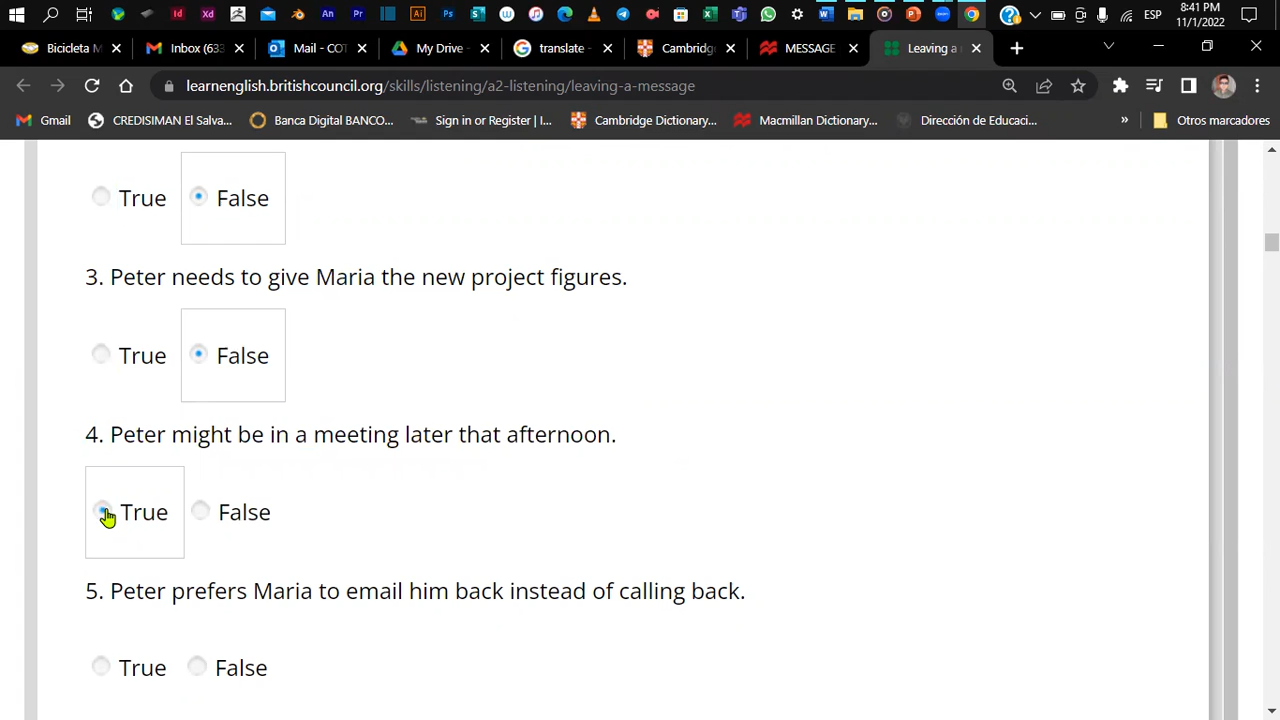 ESP
8:41 PM
11/1/2022
Bicicleta M
Inbox (633
Mail - COT
My Drive -
translate -
Cambridg
MESSAGE
Leaving a
learnenglish.britishcouncil.org/skills/listening/a2-listening/leaving-a-message
Gmail
CREDISIMAN El Salva...
Banca Digital BANCO...
Sign in or Register | I...
Cambridge Dictionary...
Macmillan Dictionary...
Dirección de Educaci...
»
Otros marcadores
True False
3. Peter needs to give Maria the new project figures.
True False
4. Peter might be in a meeting later that afternoon.
True False
5. Peter prefers Maria to email him back instead of calling back.
True False